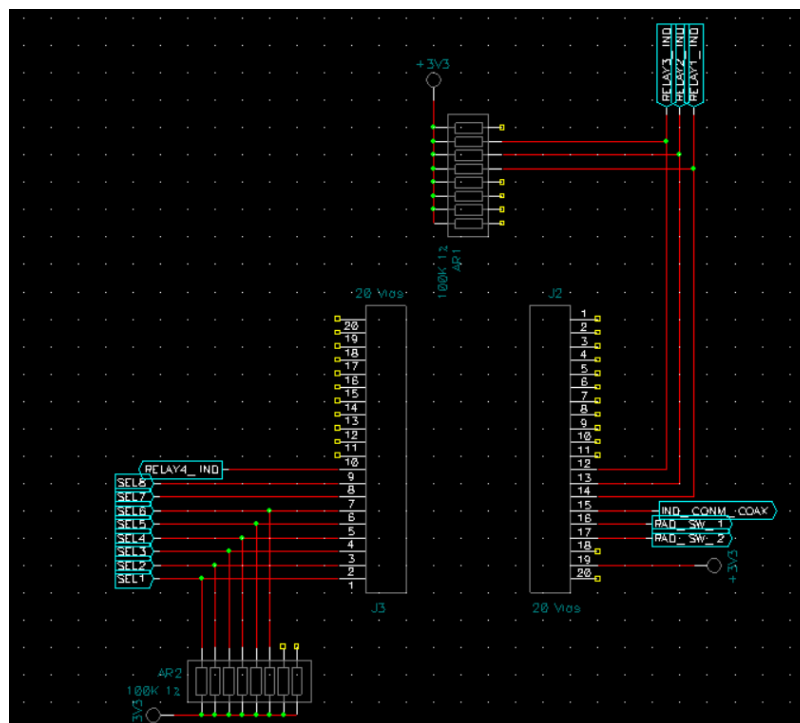 RELAY3_IND
RELAY2_IND
RELAY1_IND
+3V3
100K 12
AR1
20 Vias
J2
20
19
18
17
16
15
14
13
12
11
10
9
8
7
6
5
4
3
2
1
1
2
3
4
5
6
7
8
9
10
11
12
13
14
15
16
17
18
19
20
RELAY4_IND
SEL8
SEL7
SEL6
SEL5
SEL4
SEL3
SEL2
SEL1
IND_CONM_COAX
RAD_SW_1
RAD_SW_2
+3V3
J3
20 Vias
AR2
100K 12
3V3